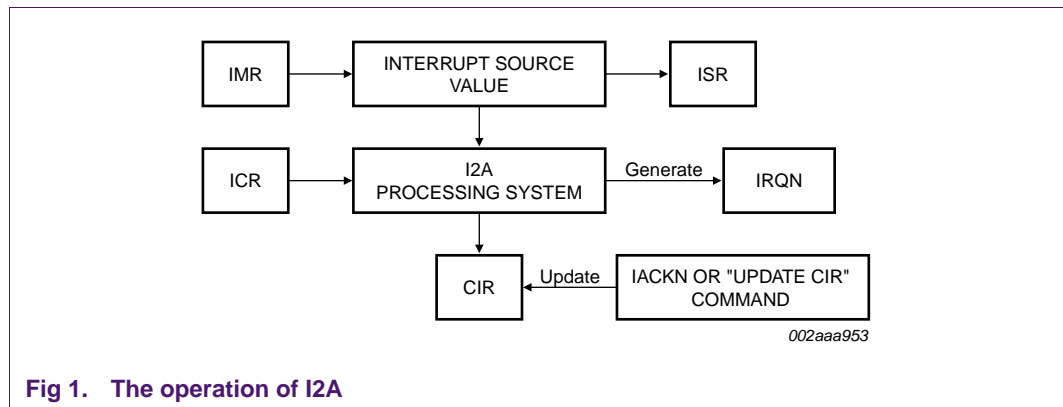 IMR
INTERRUPT SOURCE
VALUE
ISR
ICR
I2A
PROCESSING SYSTEM
Generate
IRQN
CIR
Update
IACKN OR "UPDATE CIR"
COMMAND
002aaa953
Fig 1. The operation of I2A